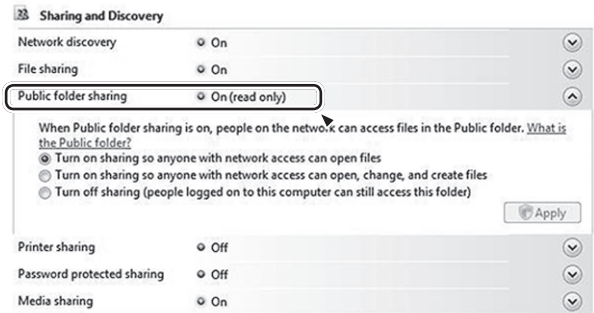 Sharing and Discovery
Network discovery On
File sharing On
Public folder sharing On (read only)
When Public folder sharing is on, people on the network can access files in the Public folder. What is
the Public folder?
Turn on sharing so anyone with network access can open files
Turn on sharing so anyone with network access can open, change, and create files
Turn off sharing (people logged on to this computer can still access this folder)
Apply
Printer sharing Off
Password protected sharing Off
Media sharing On